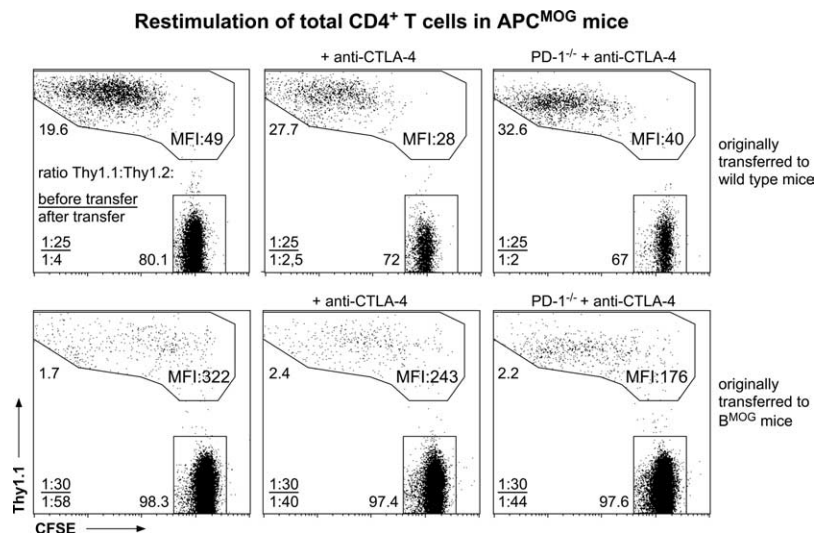 Restimulation of total CD4+ T cells in APCMOG mice
+ anti-CTLA-4
PD-1-/- + anti-CTLA-4
19.6
MFI:49
ratio Thy1.1:Thy1.2:
before transfer
after transfer
1:25
1:4
80.1
27.7
MFI:28
1:25
1:2,5
72
32.6
MFI:40
1:25
1:2
67
originally
transferred to
wild type mice
+ anti-CTLA-4
PD-1-/- + anti-CTLA-4
1.7
MFI:322
1:30
1:58
98.3
2.4
MFI:243
1:30
1:40
97.4
2.2
MFI:176
1:30
1:44
97.6
originally
transferred to
BMOG mice
Thy1.1
CFSE